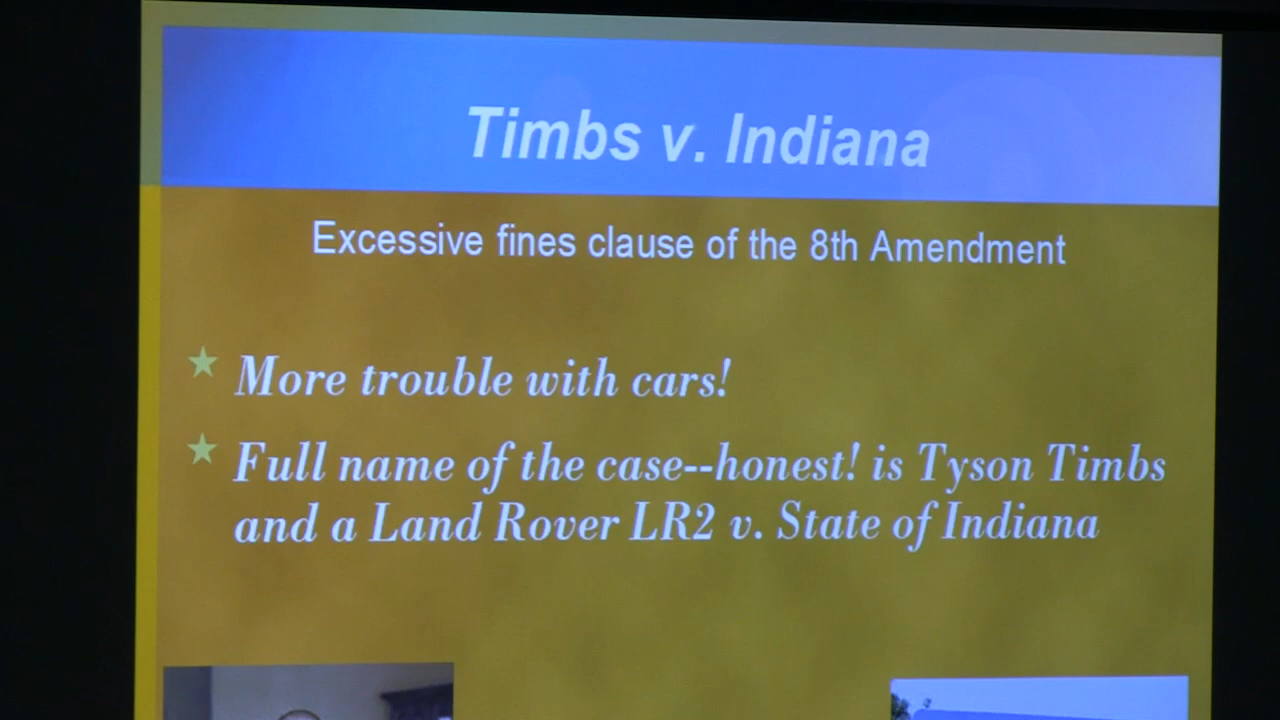 Timbs v. Indiana
Excessive fines clause of the 8th Amendment
More trouble with cars!
Full name of the case--honest! is Tyson Timbs
and a Land Rover LR2 v. State of Indiana